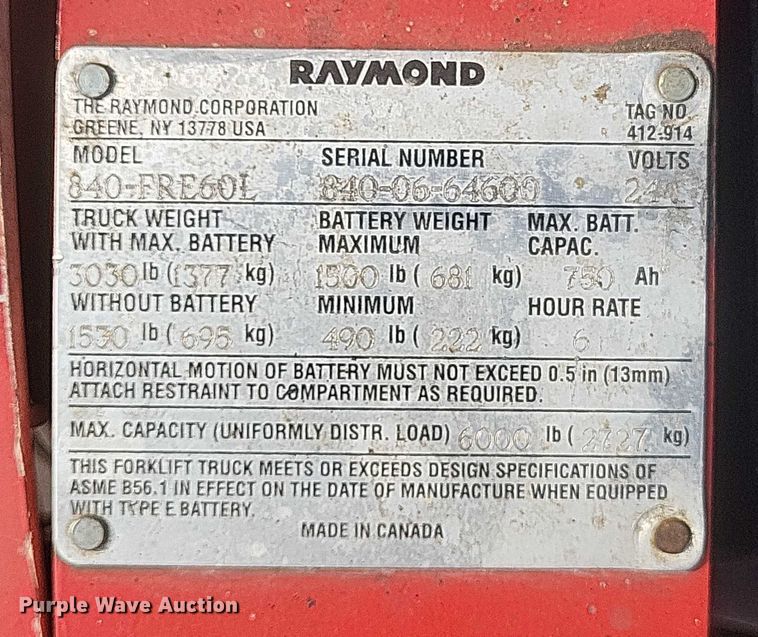 RAYMOND
THE RAYMOND CORPORATION
GREENE, NY 13778 USA
TAG NO
412-914
MODEL SERIAL NUMBER VOLTS
840-FRE60L 840-06-64600 24
TRUCK WEIGHT BATTERY WEIGHT MAX. BATT.
WITH MAX. BATTERY MAXIMUM CAPAC.
3030 lb (1377 kg) 1500 lb ( 681 kg) 750 Ah
WITHOUT BATTERY MINIMUM HOUR RATE
1530 lb ( 695 kg) 490 lb ( 222 kg) 6
HORIZONTAL MOTION OF BATTERY MUST NOT EXCEED 0.5 in (13mm)
ATTACH RESTRAINT TO COMPARTMENT AS REQUIRED.
MAX. CAPACITY (UNIFORMLY DISTR. LOAD) 6000 lb ( 2727 kg)
THIS FORKLIFT TRUCK MEETS OR EXCEEDS DESIGN SPECIFICATIONS OF
ASME B56.1 IN EFFECT ON THE DATE OF MANUFACTURE WHEN EQUIPPED
WITH TYPE E BATTERY.
MADE IN CANADA
Purple Wave Auction